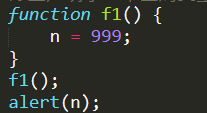 function f1() {
    n = 999;
}
f1();
alert(n);